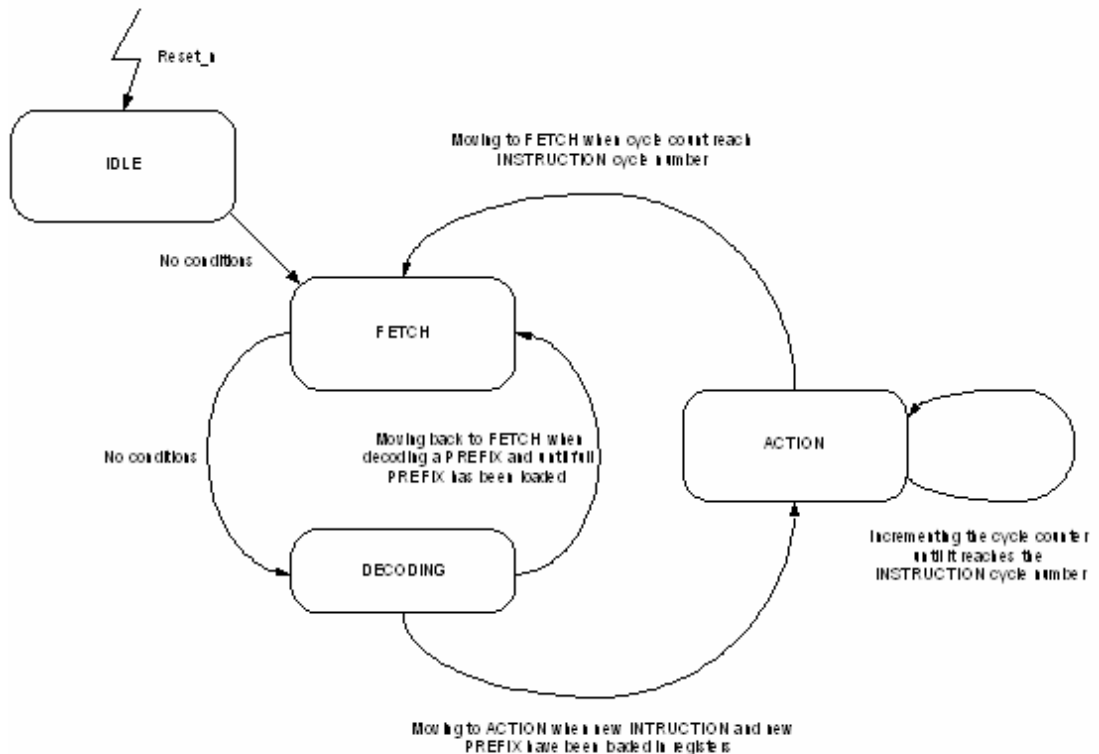 Reset_n
IDLE
Moving to FETCH when cycle count reach
INSTRUCTION cycle number
No conditions
FETCH
No conditions
Moving back to FETCH when
decoding a PREFIX and until full
PREFIX has been loaded
ACTION
DECODING
Incrementing the cycle counter
until it reaches the
INSTRUCTION cycle number
Moving to ACTION when new INTRUCTION and new
PREFIX have been loaded in registers